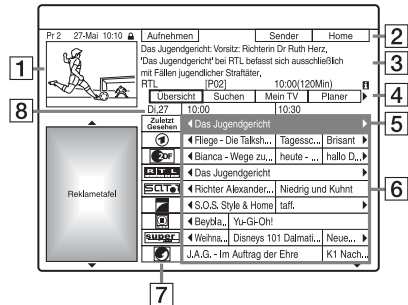 Pr 2 27-Mai 10:10 Aufnehmen Sender Home
Das Jugendgericht: Vorsitz: Richterin Dr Ruth Herz,
'Das Jugendgericht' bei RTL befasst sich ausschließlich
mit Fällen jugendlicher Straftäter,
RTL [P02] 10:00(120Min)
Übersicht Suchen Mein TV Planer
Di,27 10:00 10:30
Zuletzt Gesehen Das Jugendgericht
Fliege - Die Talksh... Tagessc... Brisant
ZDF Bianca - Wege zu... heute - ... hallo D...
RTL Das Jugendgericht
Richter Alexander... Niedrig und Kuhnt
S.O.S. Style & Home taff.
Beybla.. Yu-Gi-Oh!
super Weihna... Disneys 101 Dalmati... Neue...
J.A.G. - Im Auftrag der Ehre K1 Nach...
Reklametafel
1
2
3
4
5
6
7
8